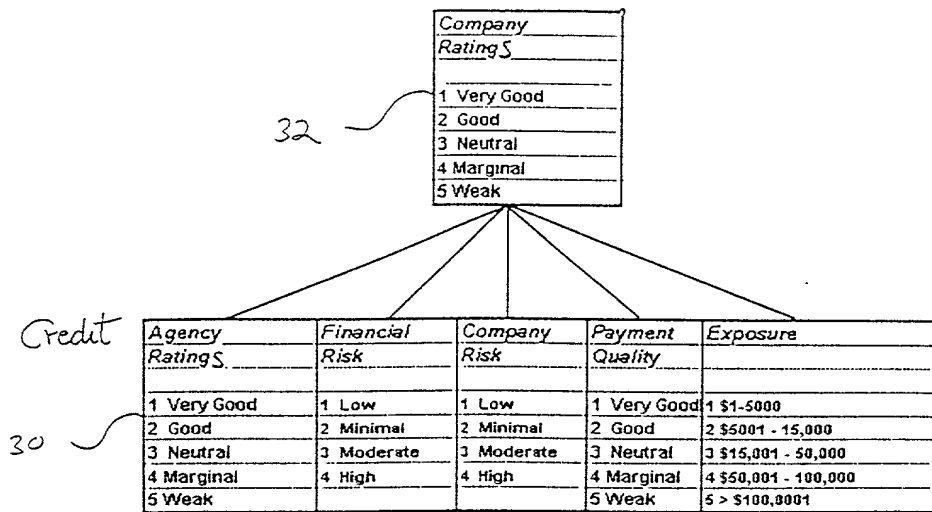 Company
Ratings
1 Very Good
2 Good
3 Neutral
4 Marginal
5 Weak
32
Credit
Agency Financial Company Payment Exposure
Ratings Risk Risk Quality
1 Very Good 1 Low 1 Low 1 Very Good 1 $1-5000
2 Good 2 Minimal 2 Minimal 2 Good 2 $5001 - 15,000
3 Neutral 3 Moderate 3 Moderate 3 Neutral 3 $15,001 - 50,000
4 Marginal 4 High 4 High 4 Marginal 4 $50,001 - 100,000
5 Weak 5 Weak 5 > $100,0001
30